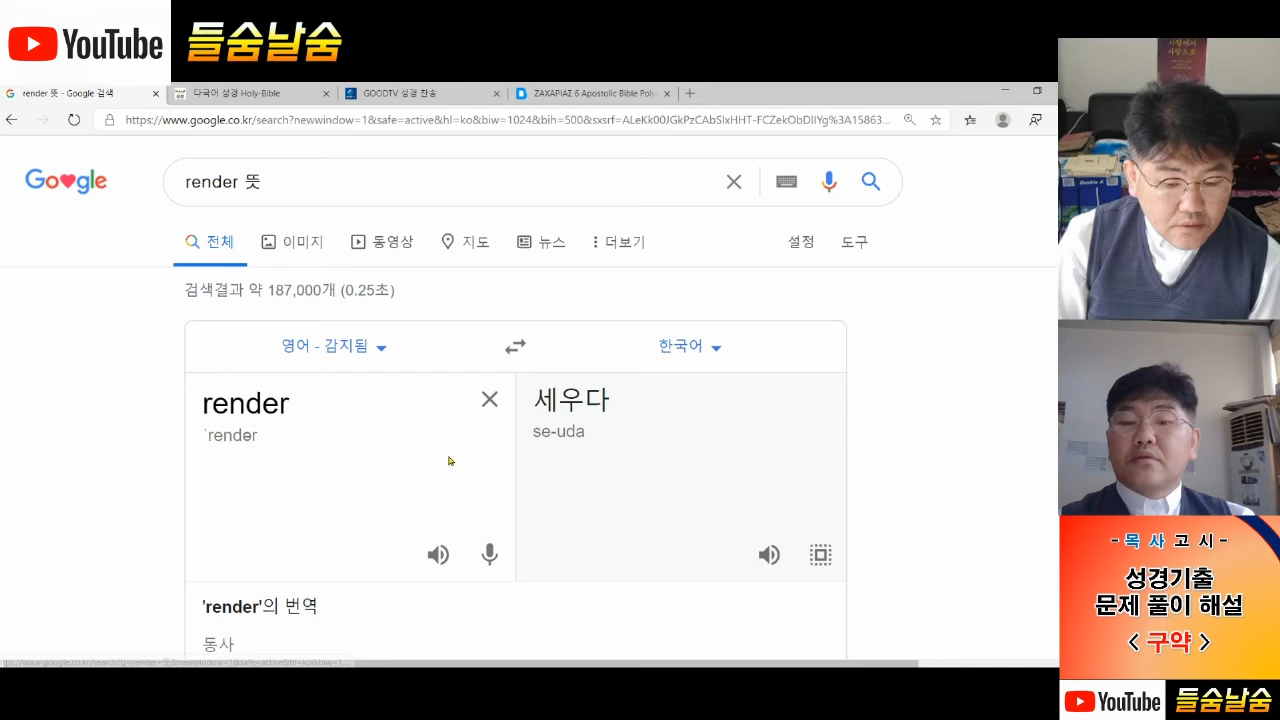 YouTube 들숨날숨
render 뜻 - Google 검색
다국어 성경 Holy-Bible
GOODTV 성경 찬송
ΖΑΧΑΡΙΑΣ 6 Apostolic Bible Poly
https://www.google.co.kr/search?newwindow=1&safe=active&hl=ko&biw=1024&bih=500&sxsrf=ALeKk00JGkPzCAbSlxHHT-FCZekObDlIYg%3A15863...
Google
render 뜻
전체 이미지 동영상 지도 뉴스 더보기 설정 도구
검색결과 약 187,000개 (0.25초)
영어 - 감지됨 한국어
render
ˈrendər
세우다
se-uda
'render'의 번역
동사
- 목 사 고 시 -
성경기출
문제 풀이 해설
< 구약 >
YouTube 들숨날숨